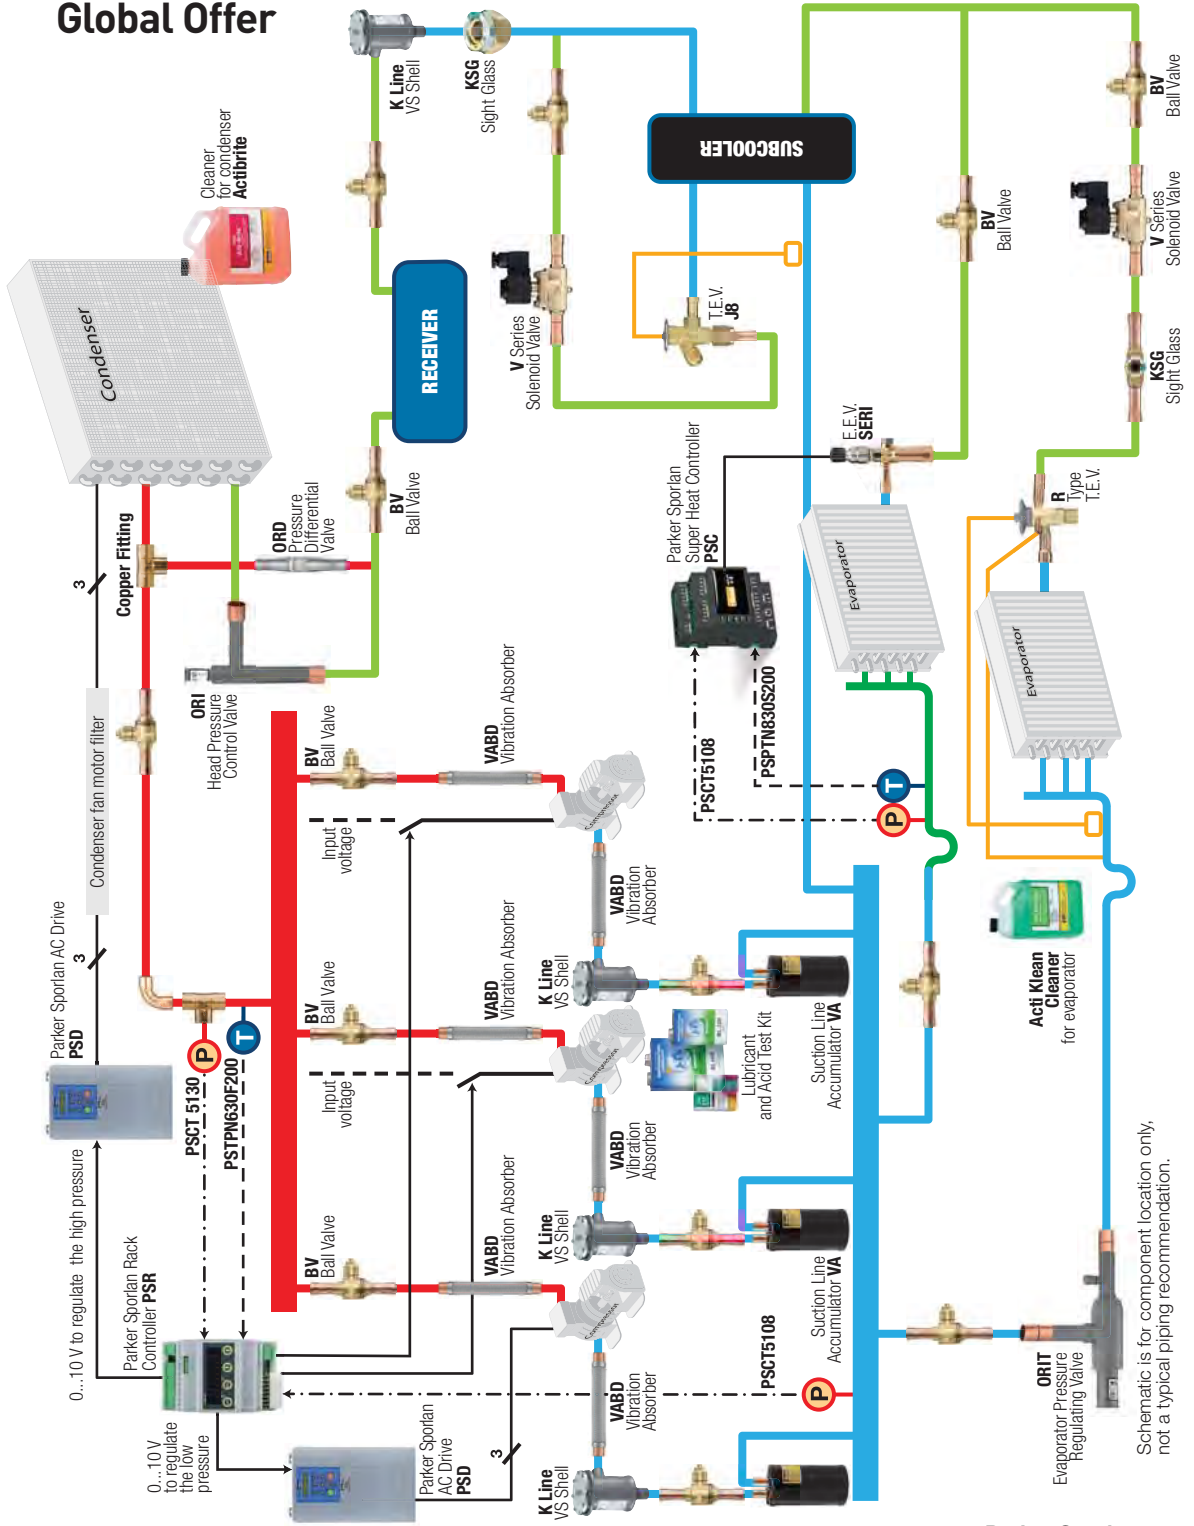 Global Offer
Cleaner
for condenser
Actibrite
Condenser
K Line
VS Shell
KSG
Sight Glass
BV
Ball Valve
V Series
Solenoid Valve
KSG
Sight Glass
BV
Ball Valve
SUBCOOLER
RECEIVER
V Series
Solenoid Valve
T.E.V.
J8
E.E.V.
SERI
R
Type
T.E.V.
Copper Fitting
3
ORD
Pressure
Differential
Valve
BV
Ball Valve
ORI
Head Pressure
Control Valve
Condenser fan motor filter
3
Parker Sporlan AC Drive
PSD
Parker Sporlan
Super Heat Controller
PSC
Evaporator
Evaporator
PSCT5108
PSPTN830S200
P
T
BV
Ball Valve
VABD
Vibration Absorber
Input
voltage
Compressor
VABD
Vibration
Absorber
K Line
VS Shell
Suction Line
Accumulator VA
Acti Klean
Cleaner
for evaporator
P
T
PSCT 5130
PSTPN630F200
BV
Ball Valve
VABD
Vibration Absorber
Input
voltage
Compressor
Lubricant
and Acid Test Kit
VABD
Vibration
Absorber
K Line
VS Shell
Suction Line
Accumulator VA
0...10 V to regulate the high pressure
Parker Sporlan Rack
Controller PSR
BV
Ball Valve
VABD
Vibration Absorber
Compressor
VABD
Vibration
Absorber
K Line
VS Shell
PSCT5108
P
0...10 V
to regulate
the low
pressure
Parker Sporlan
AC Drive
PSD
3
ORIT
Evaporator Pressure
Regulating Valve
Schematic is for component location only,
not a typical piping recommendation.